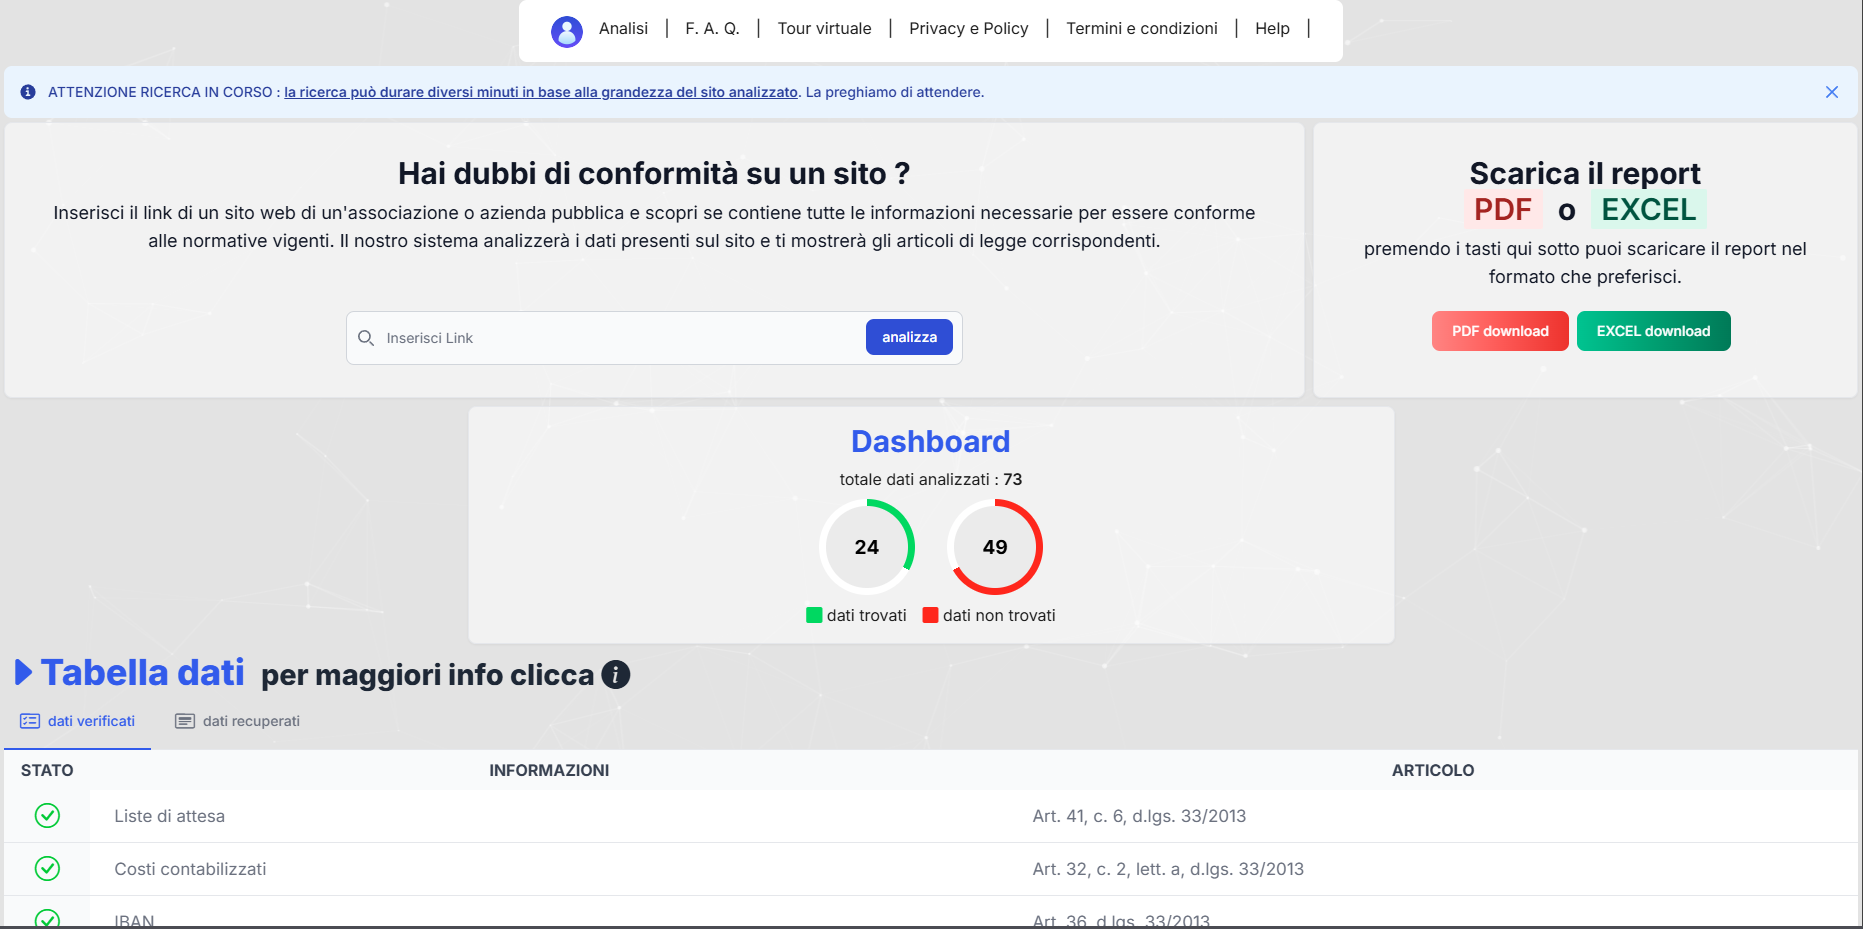 Analisi | F. A. Q. | Tour virtuale | Privacy e Policy | Termini e condizioni | Help |
ATTENZIONE RICERCA IN CORSO : la ricerca può durare diversi minuti in base alla grandezza del sito analizzato. La preghiamo di attendere.
Hai dubbi di conformità su un sito ?
Inserisci il link di un sito web di un'associazione o azienda pubblica e scopri se contiene tutte le informazioni necessarie per essere conforme
alle normative vigenti. Il nostro sistema analizzerà i dati presenti sul sito e ti mostrerà gli articoli di legge corrispondenti.
Inserisci Link
analizza
Scarica il report
PDF o EXCEL
premendo i tasti qui sotto puoi scaricare il report nel
formato che preferisci.
PDF download
EXCEL download
Dashboard
totale dati analizzati : 73
24
49
dati trovati
dati non trovati
Tabella dati per maggiori info clicca i
dati verificati
dati recuperati
STATO INFORMAZIONI ARTICOLO
Liste di attesa Art. 41, c. 6, d.lgs. 33/2013
Costi contabilizzati Art. 32, c. 2, lett. a, d.lgs. 33/2013
IBAN Art. 36, d.lgs. 33/2013